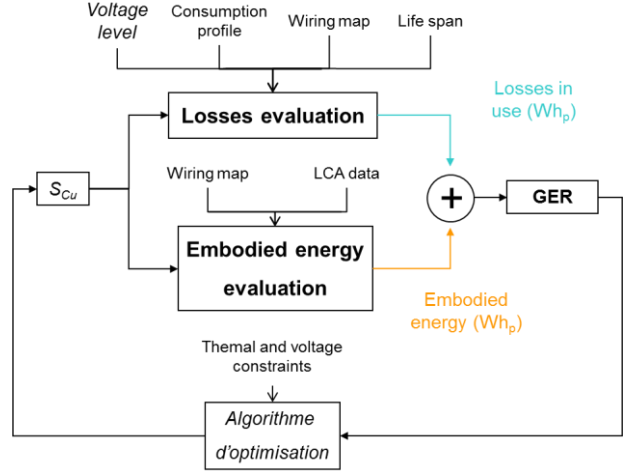 Voltage level
Consumption profile
Wiring map
Life span
Losses evaluation
Losses in
use (Whp)
Wiring map
LCA data
SCu
+
GER
Embodied energy
evaluation
Embodied
energy (Whp)
Themal and voltage
constraints
Algorithme
d'optimisation